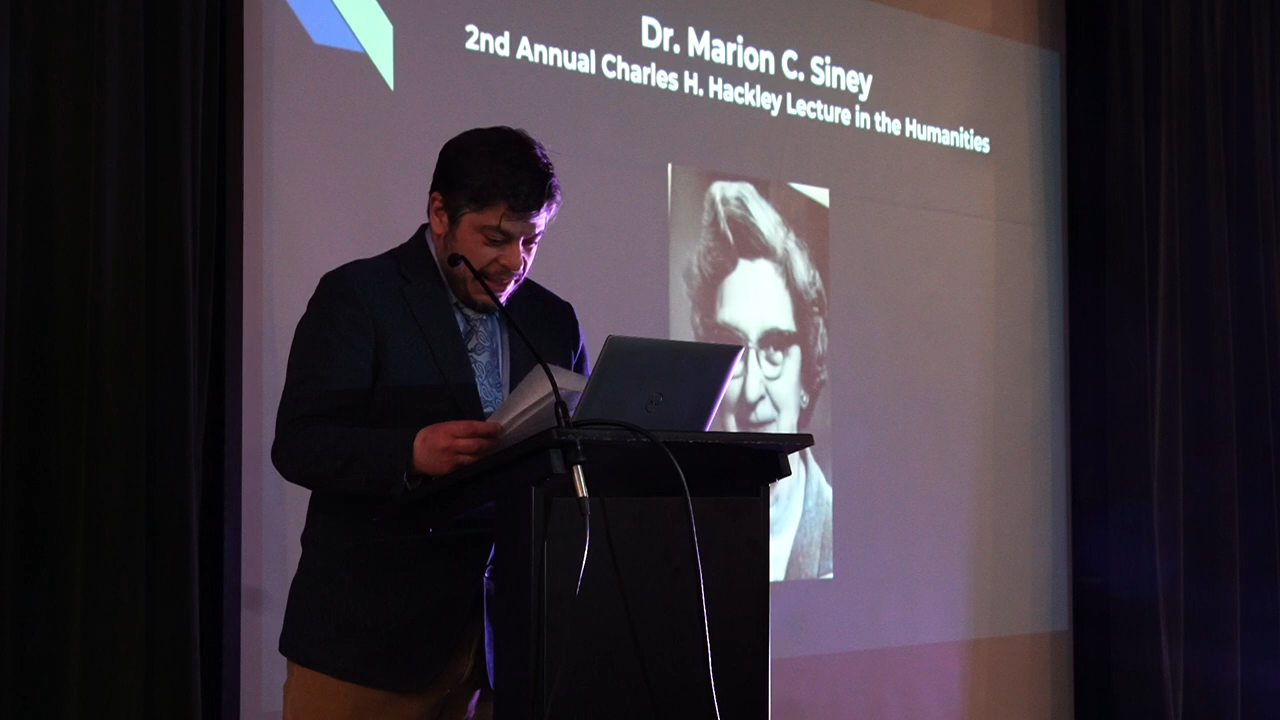 Dr. Marion C. Siney
2nd Annual Charles H. Hackley Lecture in the Humanities